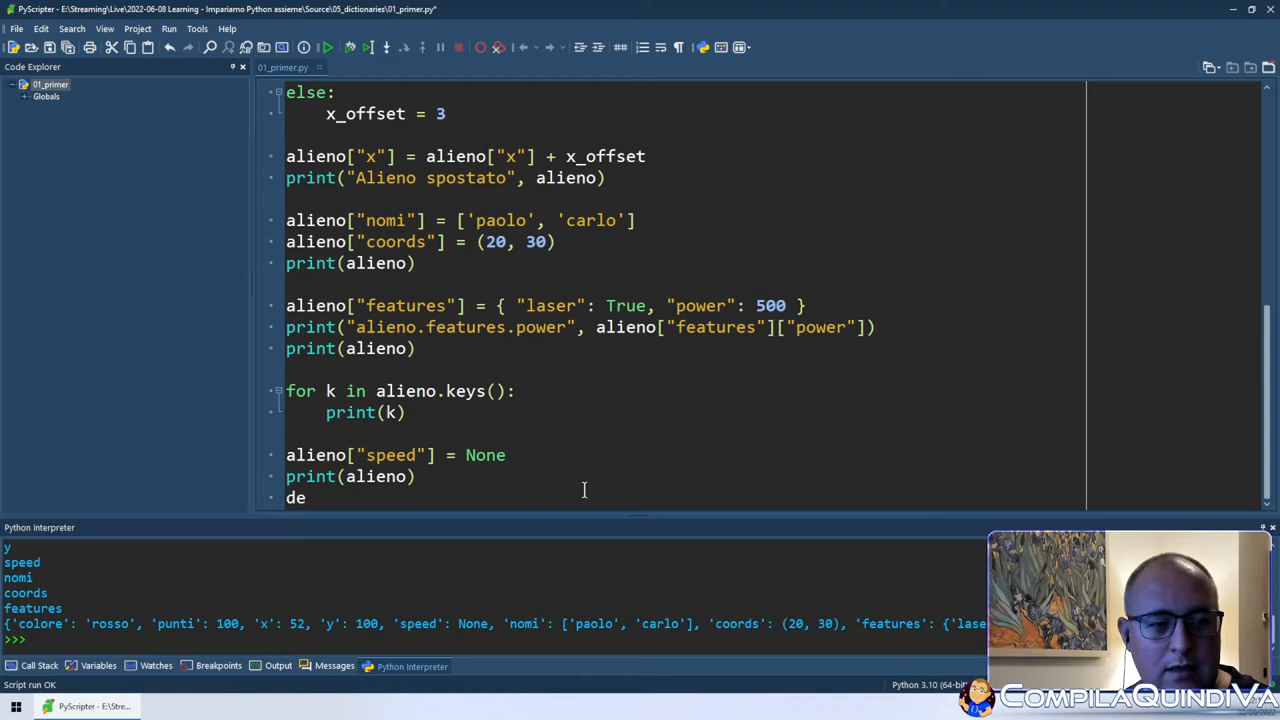 PyScripter - E:\Streaming\Live\2022-06-08 Learning - Impariamo Python assieme\Source\05_dictionaries\01_primer.py*
File Edit Search View Project Run Tools Help
Code Explorer
01_primer
Globals
01_primer.py
else:
x_offset = 3
alieno["x"] = alieno["x"] + x_offset
print("Alieno spostato", alieno)
alieno["nomi"] = ['paolo', 'carlo']
alieno["coords"] = (20, 30)
print(alieno)
alieno["features"] = { "laser": True, "power": 500 }
print("alieno.features.power", alieno["features"]["power"])
print(alieno)
for k in alieno.keys():
print(k)
alieno["speed"] = None
print(alieno)
de
Python Interpreter
y
speed
nomi
coords
features
{'colore': 'rosso', 'punti': 100, 'x': 52, 'y': 100, 'speed': None, 'nomi': ['paolo', 'carlo'], 'coords': (20, 30), 'features': {'lase
>>>
Call Stack Variables Watches Breakpoints Output Messages Python Interpreter
Script run OK
Python 3.10 (64-bit)
PyScripter - E:\Stre...
COMPILAQUINDIVA